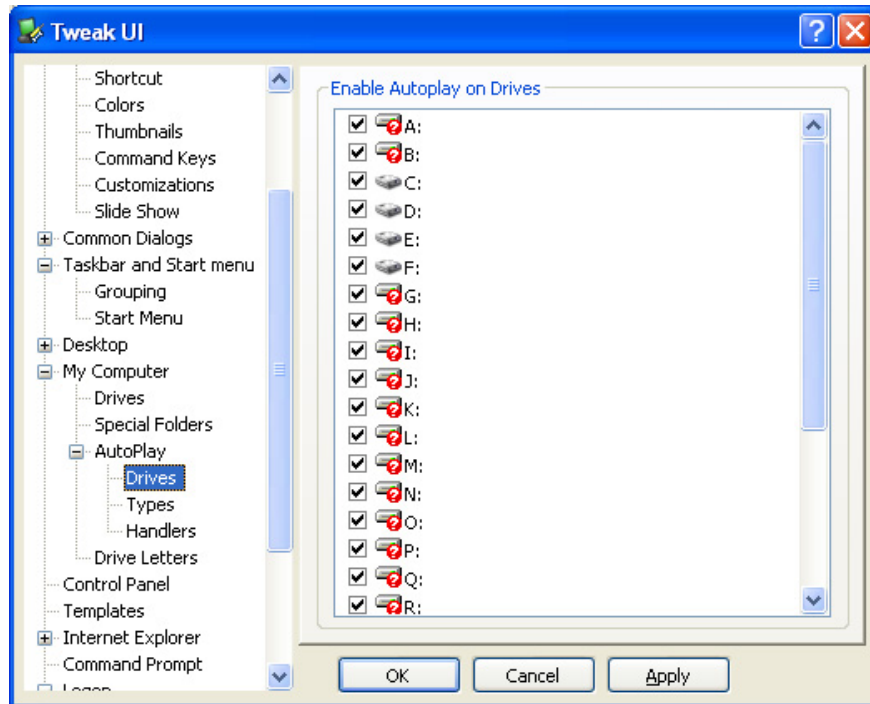 Tweak UI
Shortcut
Colors
Thumbnails
Command Keys
Customizations
Slide Show
Common Dialogs
Taskbar and Start menu
Grouping
Start Menu
Desktop
My Computer
Drives
Special Folders
AutoPlay
Drives
Types
Handlers
Drive Letters
Control Panel
Templates
Internet Explorer
Command Prompt
Enable Autoplay on Drives
A:
B:
C:
D:
E:
F:
G:
H:
I:
J:
K:
L:
M:
N:
O:
P:
Q:
R:
OK
Cancel
Apply